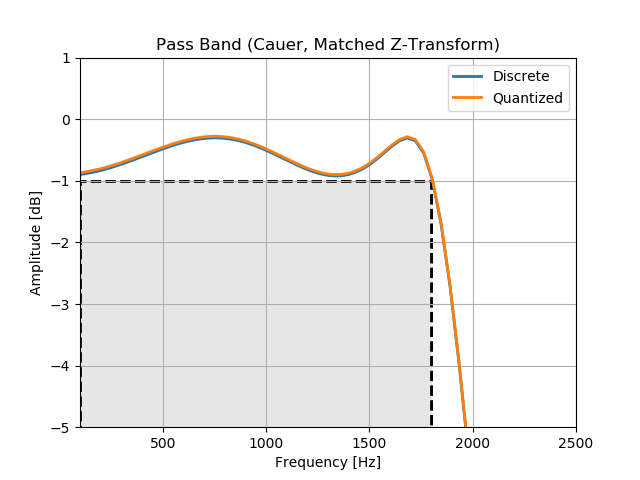 Pass Band (Cauer, Matched Z-Transform)
Discrete
Quantized
Amplitude [dB]
1
0
−1
−2
−3
−4
−5
500
1000
1500
2000
2500
Frequency [Hz]